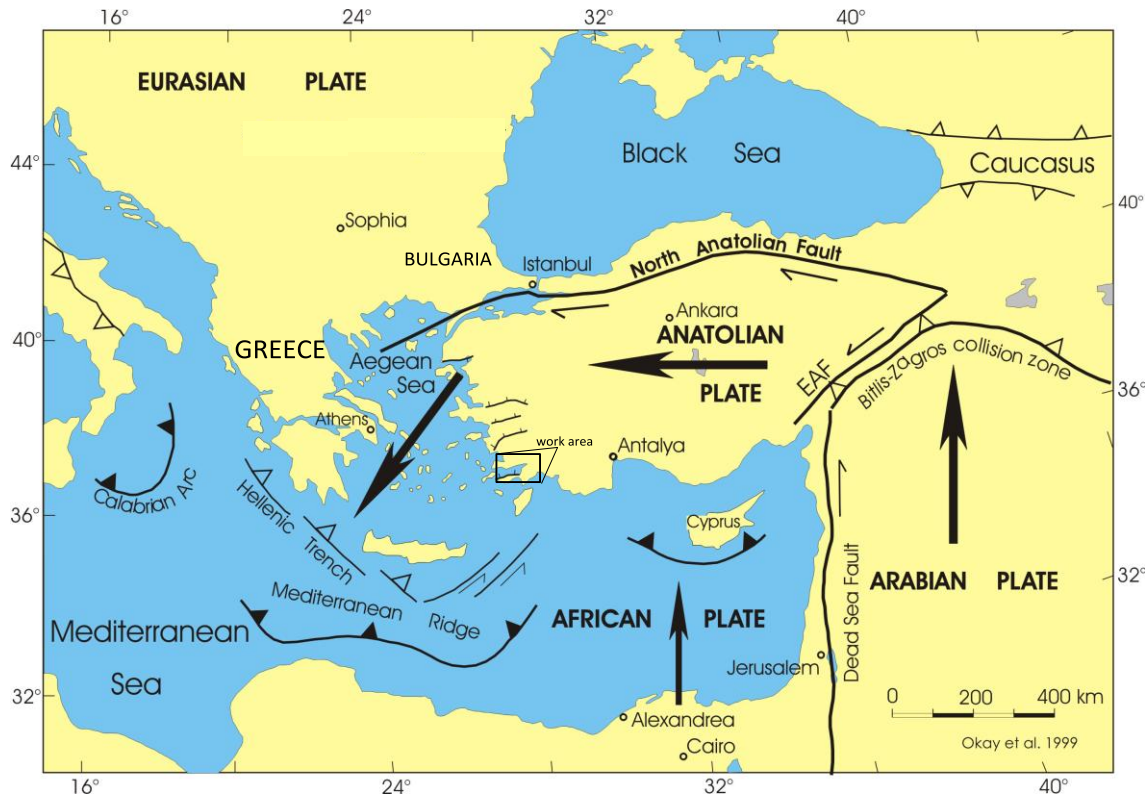 16° 24° 32° 40°
EURASIAN PLATE
Black Sea
Caucasus
44°
40°
Sophia
BULGARIA
Istanbul
North Anatolian Fault
Ankara
ANATOLIAN
PLATE
40°
GREECE
Aegean
Sea
EAF
Bitlis-Zagros collision zone
36°
Athens
work area
Antalya
Calabrian Arc
Hellenic
Trench
36°
Cyprus
32°
Mediterranean
Ridge
AFRICAN PLATE
ARABIAN PLATE
Mediterranean
Sea
Dead Sea Fault
Jerusalem
32°
0 200 400 km
Alexandrea
Okay et al. 1999
Cairo
16° 24° 32° 40°